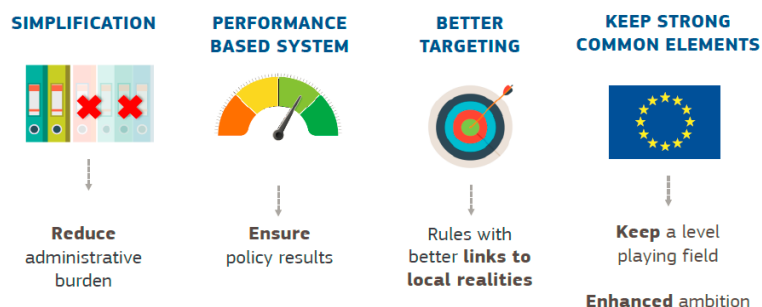 SIMPLIFICATION
Reduce
administrative
burden
PERFORMANCE
BASED SYSTEM
Ensure
policy results
BETTER
TARGETING
Rules with
better links to
local realities
KEEP STRONG
COMMON ELEMENTS
Keep a level
playing field
Enhanced ambition